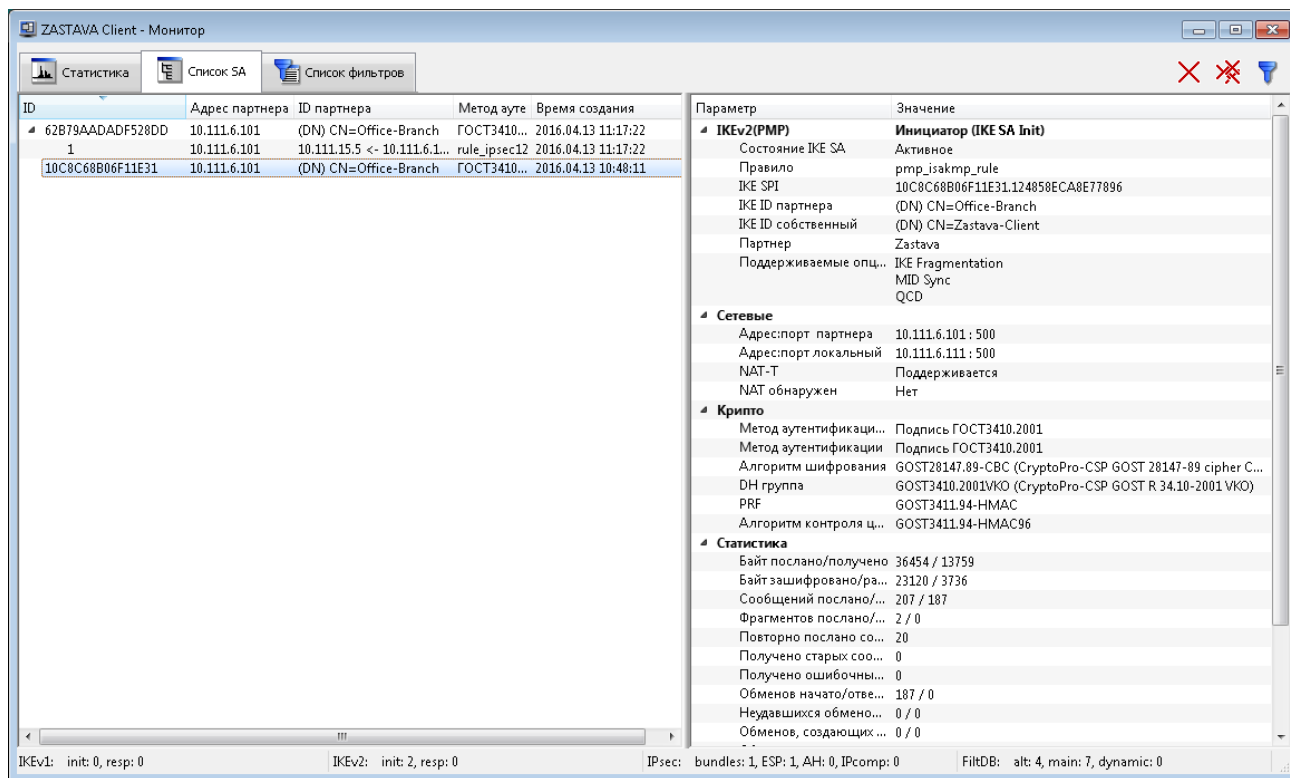 ZASTAVA Client - Монитор
Статистика Список SA Список фильтров
ID Адрес партнера ID партнера Метод ауте Время создания
62B79AADADF528DD 10.111.6.101 (DN) CN=Office-Branch ГОСТ3410... 2016.04.13 11:17:22
1 10.111.6.101 10.111.15.5 <- 10.111.6.1... rule_ipsec12 2016.04.13 11:17:22
10C8C68B06F11E31 10.111.6.101 (DN) CN=Office-Branch ГОСТ3410... 2016.04.13 10:48:11
Параметр Значение
IKEv2(PMP) Инициатор (IKE SA Init)
Состояние IKE SA Активное
Правило pmp_isakmp_rule
IKE SPI 10C8C68B06F11E31.124858ECA8E77896
IKE ID партнера (DN) CN=Office-Branch
IKE ID собственный (DN) CN=Zastava-Client
Партнер Zastava
Поддерживаемые опц... IKE Fragmentation
MID Sync
QCD
Сетевые
Адрес:порт партнера 10.111.6.101 : 500
Адрес:порт локальный 10.111.6.111 : 500
NAT-T Поддерживается
NAT обнаружен Нет
Крипто
Метод аутентификаци... Подпись ГОСТ3410.2001
Метод аутентификации Подпись ГОСТ3410.2001
Алгоритм шифрования GOST28147.89-CBC (CryptoPro-CSP GOST 28147-89 cipher C...
DH группа GOST3410.2001VKO (CryptoPro-CSP GOST R 34.10-2001 VKO)
PRF GOST3411.94-HMAC
Алгоритм контроля ц... GOST3411.94-HMAC96
Статистика
Байт послано/получено 36454 / 13759
Байт зашифровано/ра... 23120 / 3736
Сообщений послано/... 207 / 187
Фрагментов послано/... 2 / 0
Повторно послано со... 20
Получено старых соо... 0
Получено ошибочны... 0
Обменов начато/отве... 187 / 0
Неудавшихся обмено... 0 / 0
Обменов, создающих ... 0 / 0
IKEv1: init: 0, resp: 0 IKEv2: init: 2, resp: 0 IPsec: bundles: 1, ESP: 1, AH: 0, IPcomp: 0 FiltDB: alt: 4, main: 7, dynamic: 0